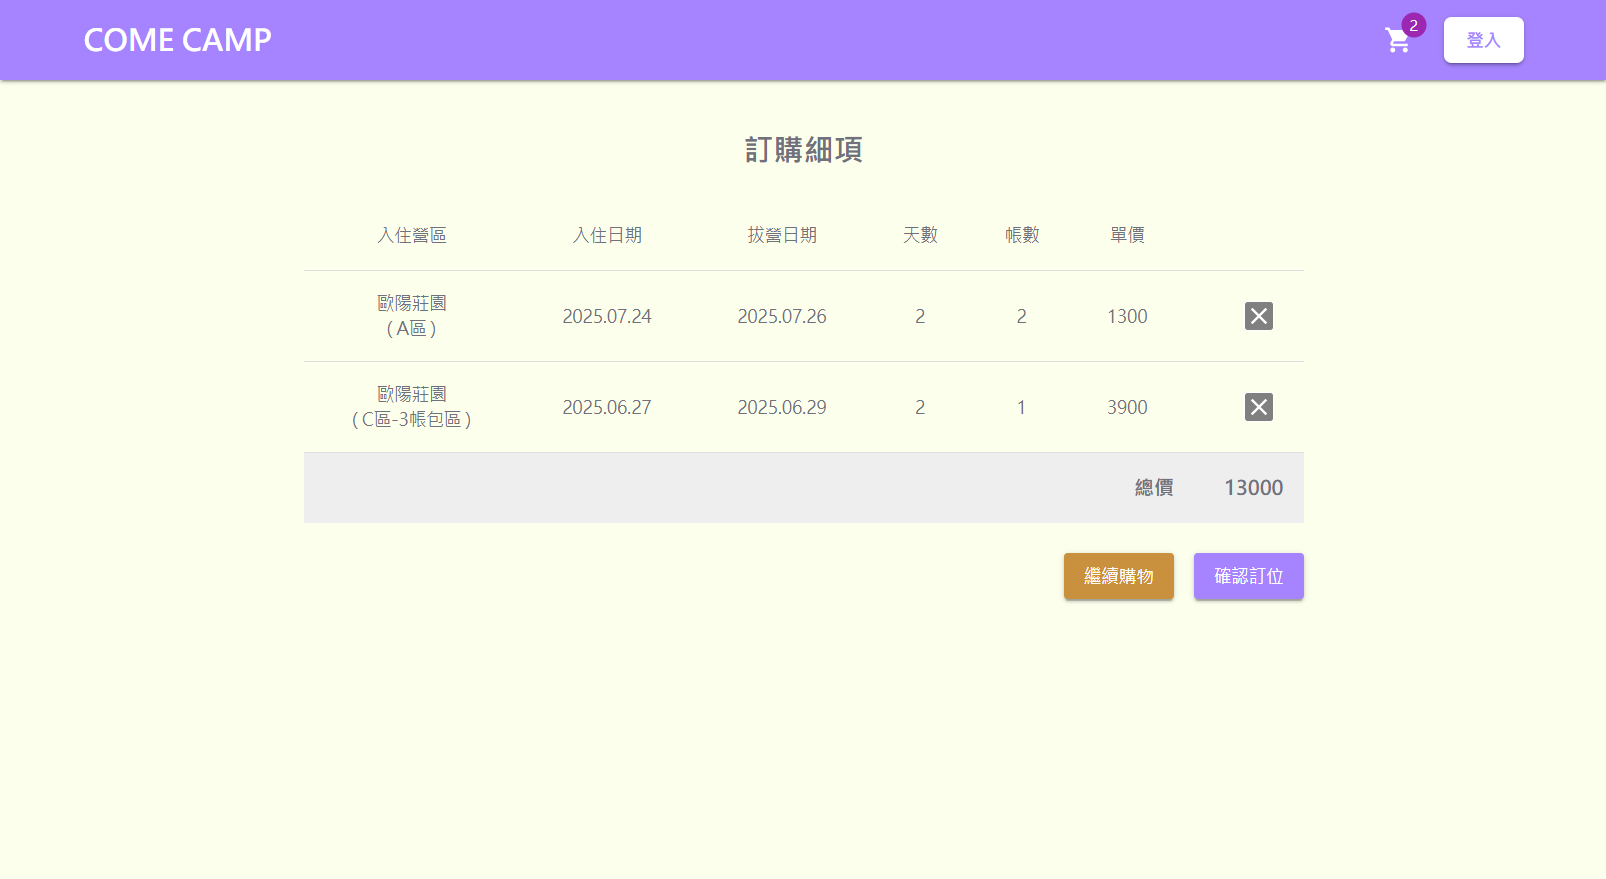 COME CAMP
2
登入
訂購細項
入住營區 入住日期 拔營日期 天數 帳數 單價
歐陽莊園
( A區 )
2025.07.24 2025.07.26 2 2 1300
歐陽莊園
( C區-3帳包區 )
2025.06.27 2025.06.29 2 1 3900
總價 13000
繼續購物 確認訂位